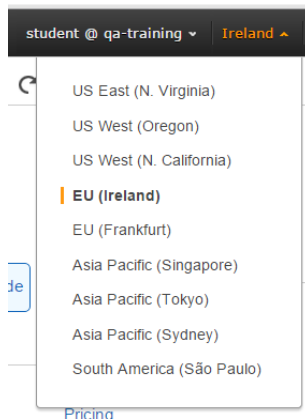 student @ qa-training Ireland
US East (N. Virginia)
US West (Oregon)
US West (N. California)
EU (Ireland)
EU (Frankfurt)
de
Asia Pacific (Singapore)
Asia Pacific (Tokyo)
Asia Pacific (Sydney)
South America (São Paulo)
Pricing